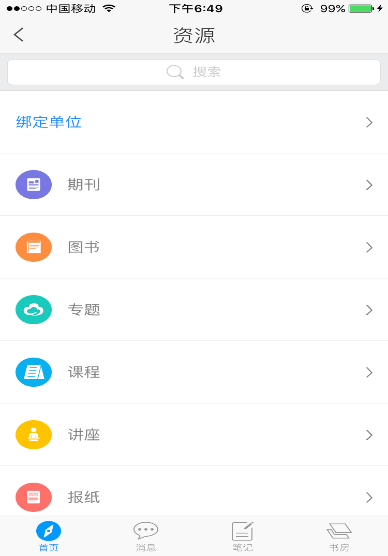 中国移动 下午6:49 99%
资源
搜索
绑定单位
期刊
图书
专题
课程
讲座
报纸
首页 消息 笔记 书房